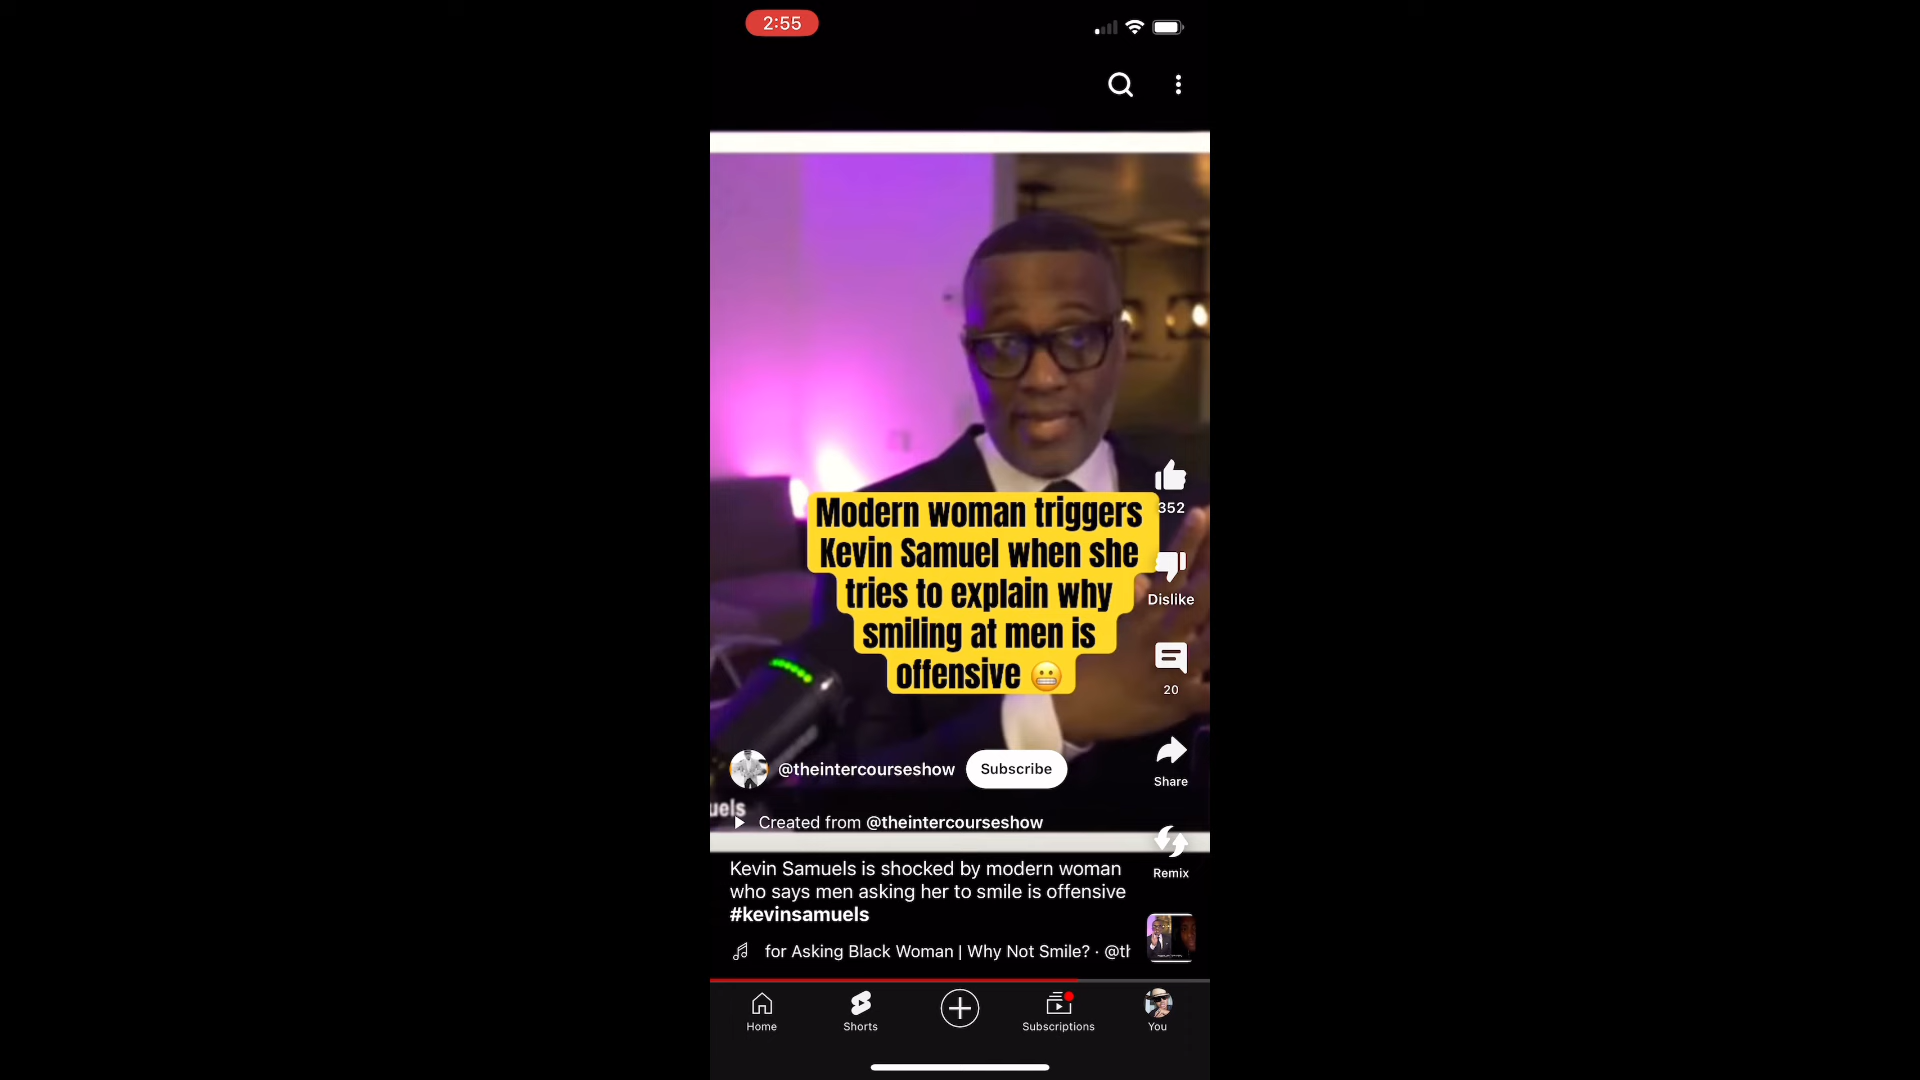 2:55
Modern woman triggers
Kevin Samuel when she
tries to explain why
smiling at men is
offensive 😬
352
Dislike
20
Share
Remix
@theintercourseshow
Subscribe
uels
Created from @theintercourseshow
Kevin Samuels is shocked by modern woman
who says men asking her to smile is offensive
#kevinsamuels
for Asking Black Woman | Why Not Smile? · @th
Home
Shorts
Subscriptions
You